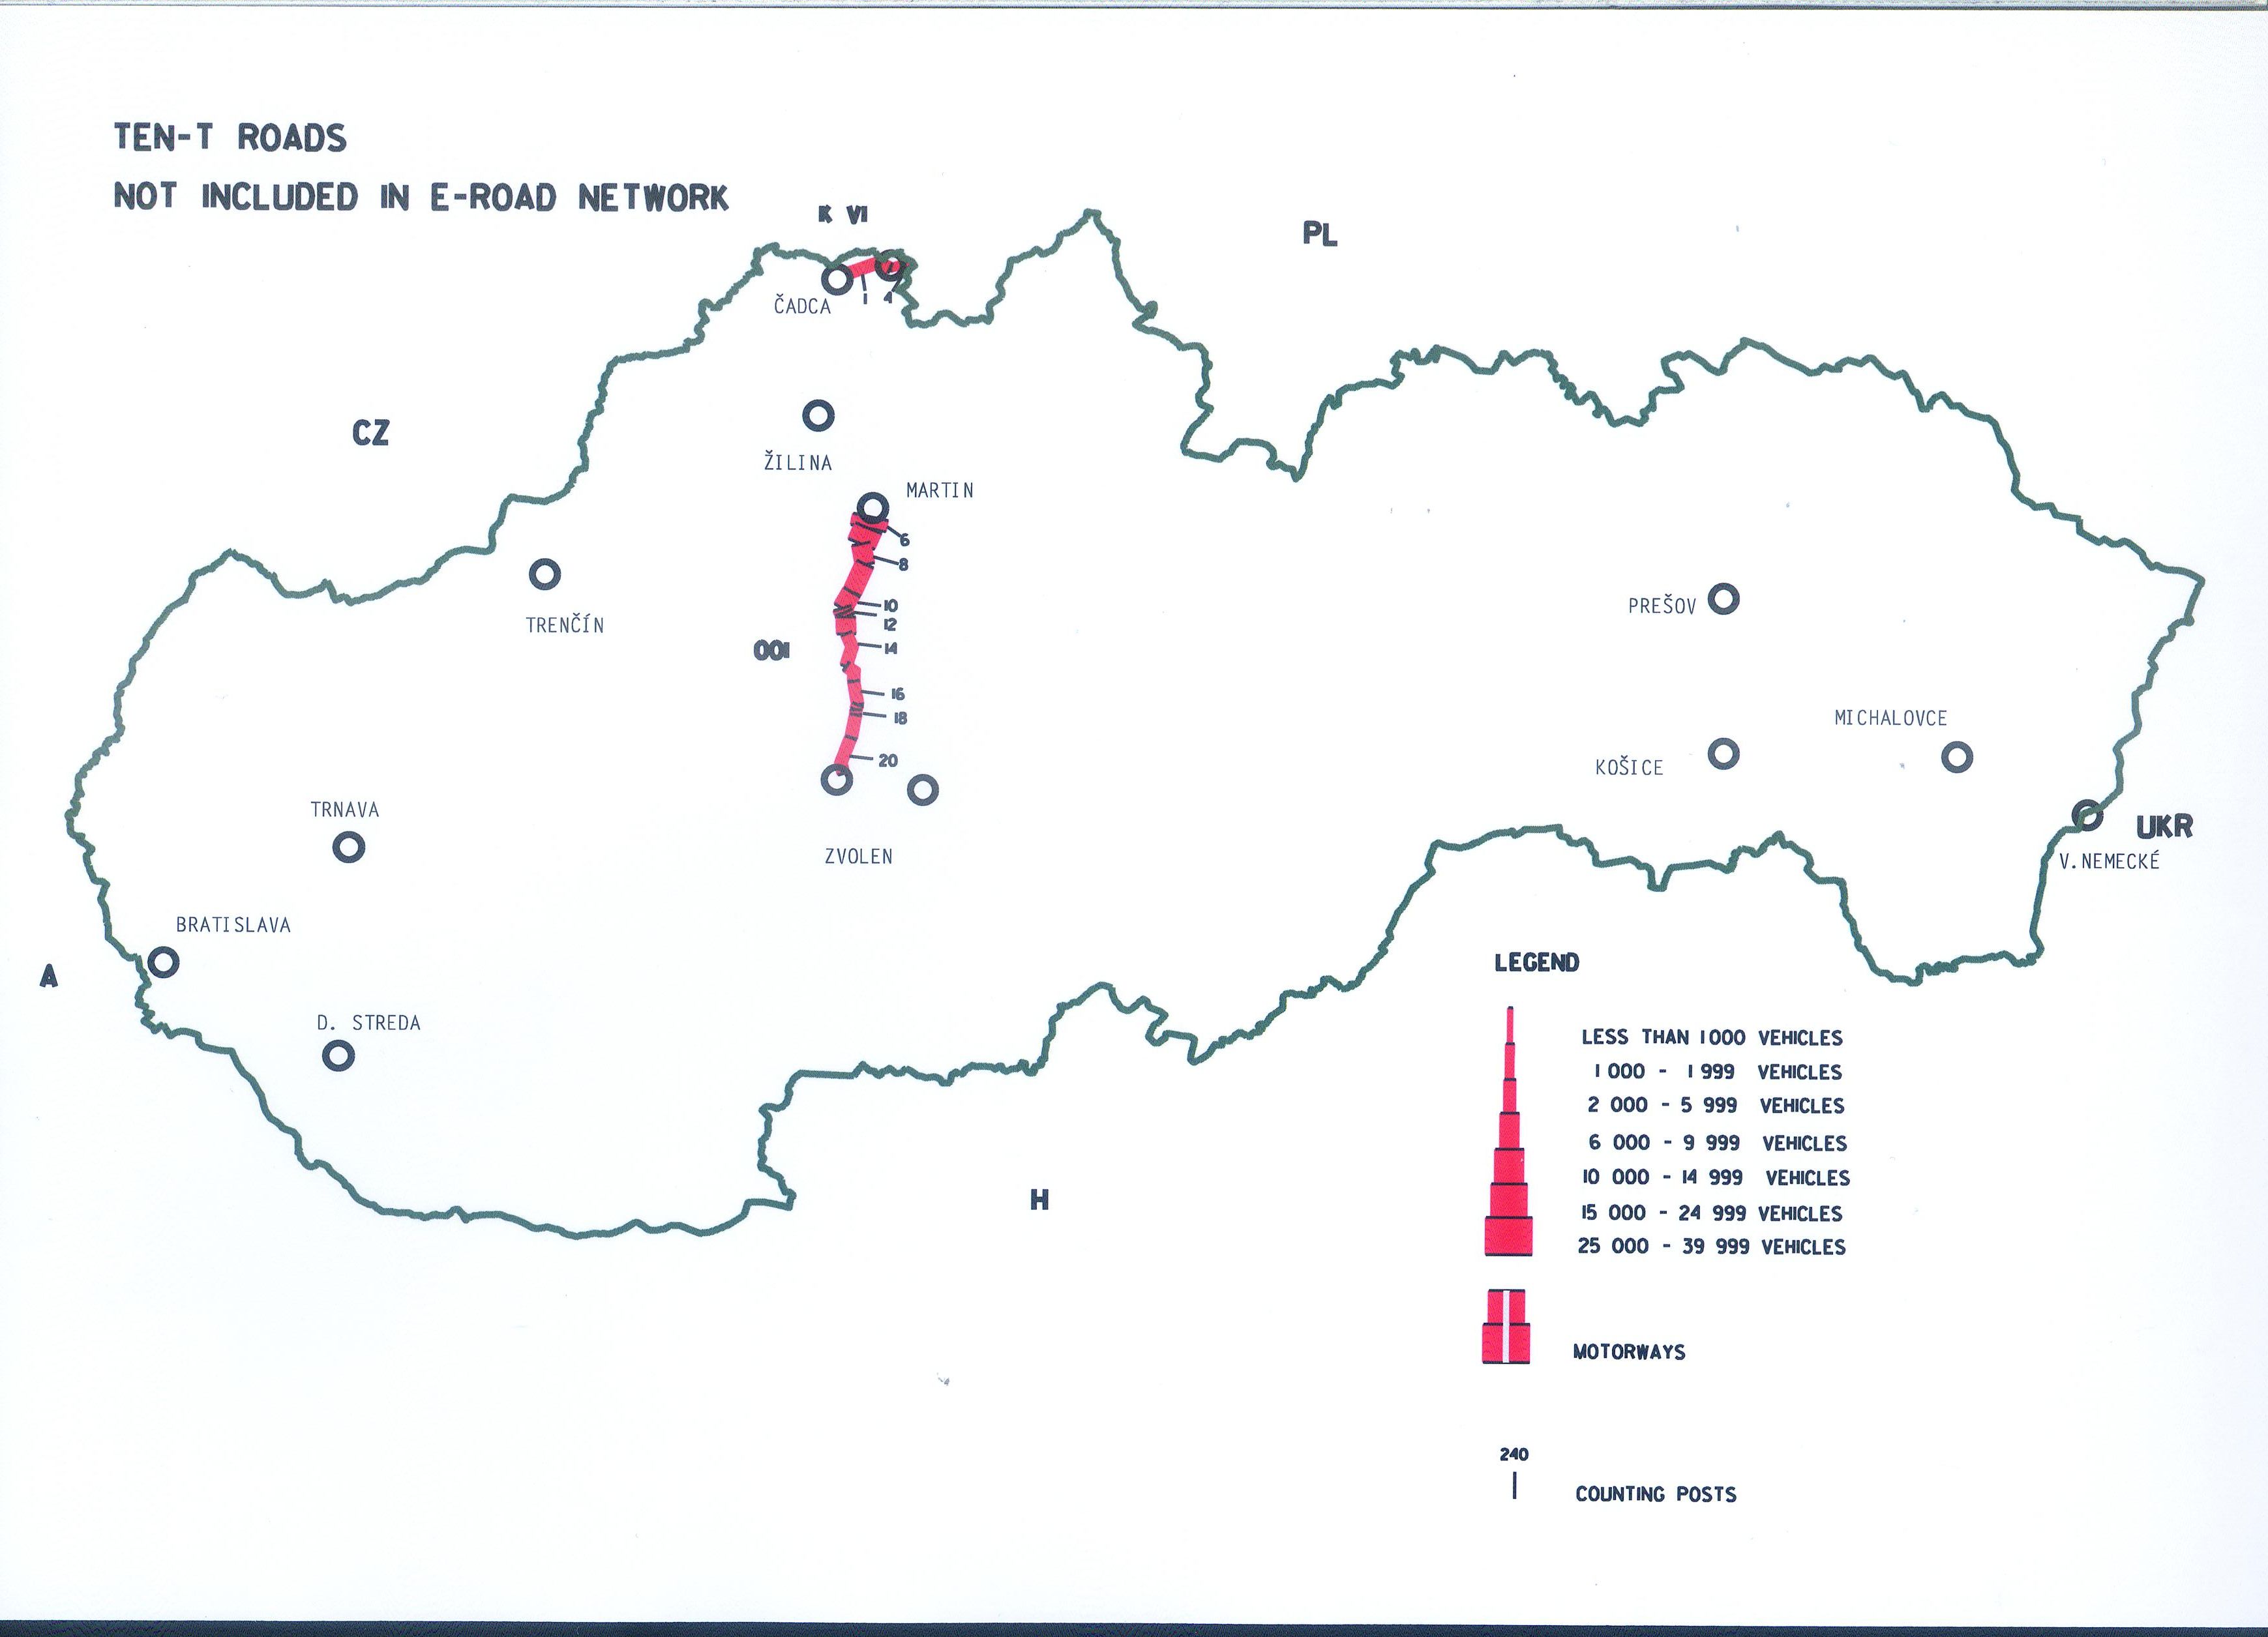 TEN-T ROADS
NOT INCLUDED IN E-ROAD NETWORK
K VI
PL
ČADCA
1 4
CZ
ŽILINA
MARTIN
6
8
10
12
14
16
18
20
001
TRENČÍN
PREŠOV
MICHALOVCE
KOŠICE
UKR
V.NEMECKÉ
TRNAVA
ZVOLEN
BRATISLAVA
A
D. STREDA
H
LEGEND
LESS THAN 1000 VEHICLES
1 000 - 1 999 VEHICLES
2 000 - 5 999 VEHICLES
6 000 - 9 999 VEHICLES
10 000 - 14 999 VEHICLES
15 000 - 24 999 VEHICLES
25 000 - 39 999 VEHICLES
MOTORWAYS
240
COUNTING POSTS